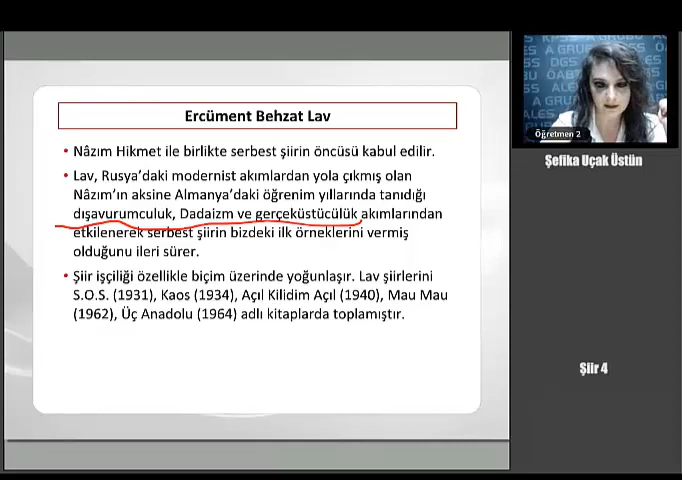 Ercüment Behzat Lav
• Nâzım Hikmet ile birlikte serbest şiirin öncüsü kabul edilir.
• Lav, Rusya'daki modernist akımlardan yola çıkmış olan
Nâzım'ın aksine Almanya'daki öğrenim yıllarında tanıdığı
dışavurumculuk, Dadaizm ve gerçeküstücülük akımlarından
etkilenerek serbest şiirin bizdeki ilk örneklerini vermiş
olduğunu ileri sürer.
• Şiir işçiliği özellikle biçim üzerinde yoğunlaşır. Lav şiirlerini
S.O.S. (1931), Kaos (1934), Açıl Kilidim Açıl (1940), Mau Mau
(1962), Üç Anadolu (1964) adlı kitaplarda toplamıştır.
Öğretmen 2
Şefika Uçak Üstün
Şiir 4